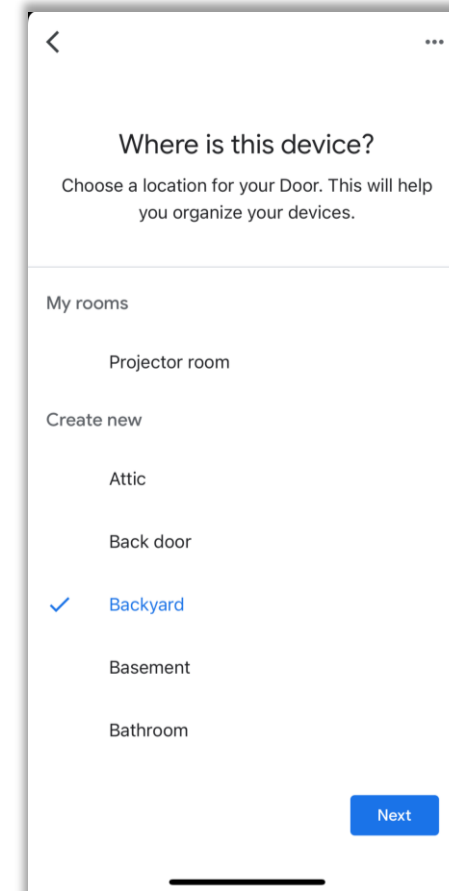 Where is this device?
Choose a location for your Door. This will help
you organize your devices.
My rooms
Projector room
Create new
Attic
Back door
Backyard
Basement
Bathroom
Next